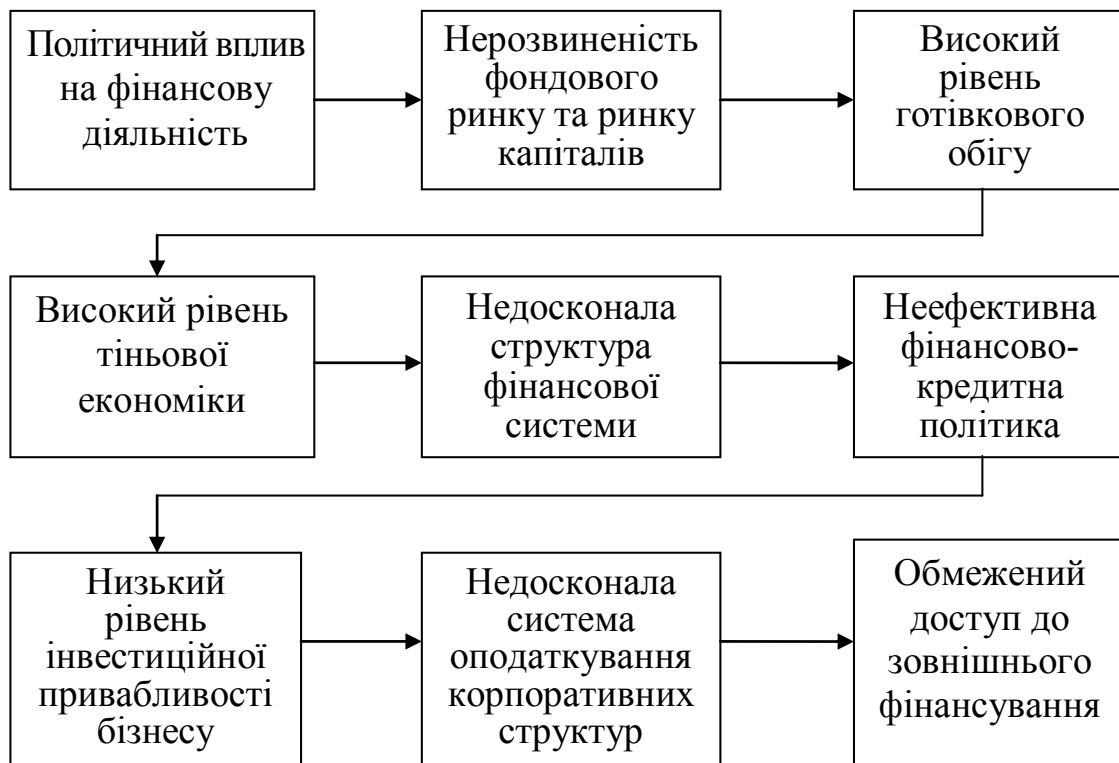 Політичний вплив
на фінансову
діяльність
Нерозвиненість
фондового
ринку та ринку
капіталів
Високий
рівень
готівкового
обігу
Високий рівень
тіньової
економіки
Недосконала
структура
фінансової
системи
Неефективна
фінансово-
кредитна
політика
Низький
рівень
інвестиційної
привабливості
бізнесу
Недосконала
система
оподаткування
корпоративних
структур
Обмежений
доступ до
зовнішнього
фінансування